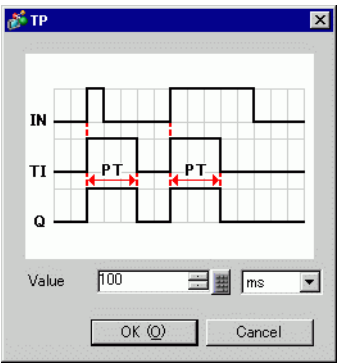 TP
IN
TI PT PT
Q
Value 100 ms
OK (O) Cancel